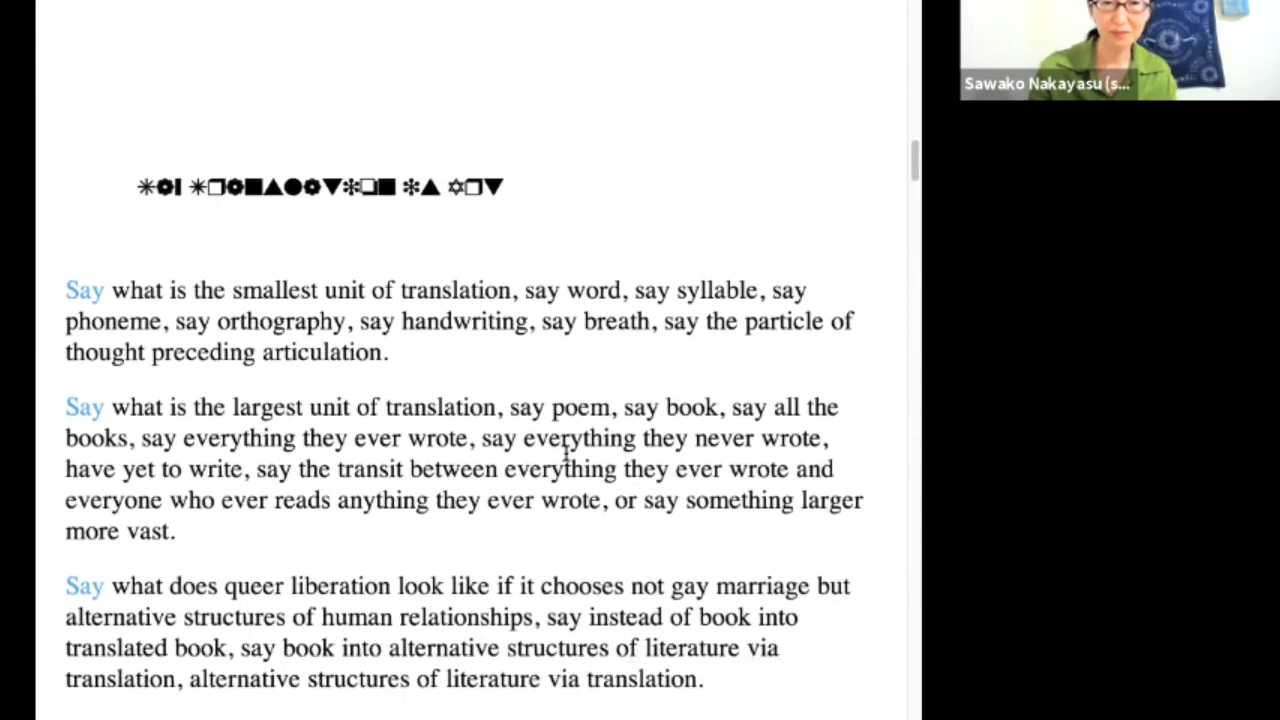 ✳❁❙ ✳❒❁■▲●❁▼❉❏■ ❉▲ ✡❒▼
Sawako Nakayasu (s...
Say what is the smallest unit of translation, say word, say syllable, say
phoneme, say orthography, say handwriting, say breath, say the particle of
thought preceding articulation.
Say what is the largest unit of translation, say poem, say book, say all the
books, say everything they ever wrote, say everything they never wrote,
have yet to write, say the transit between everything they ever wrote and
everyone who ever reads anything they ever wrote, or say something larger
more vast.
Say what does queer liberation look like if it chooses not gay marriage but
alternative structures of human relationships, say instead of book into
translated book, say book into alternative structures of literature via
translation, alternative structures of literature via translation.